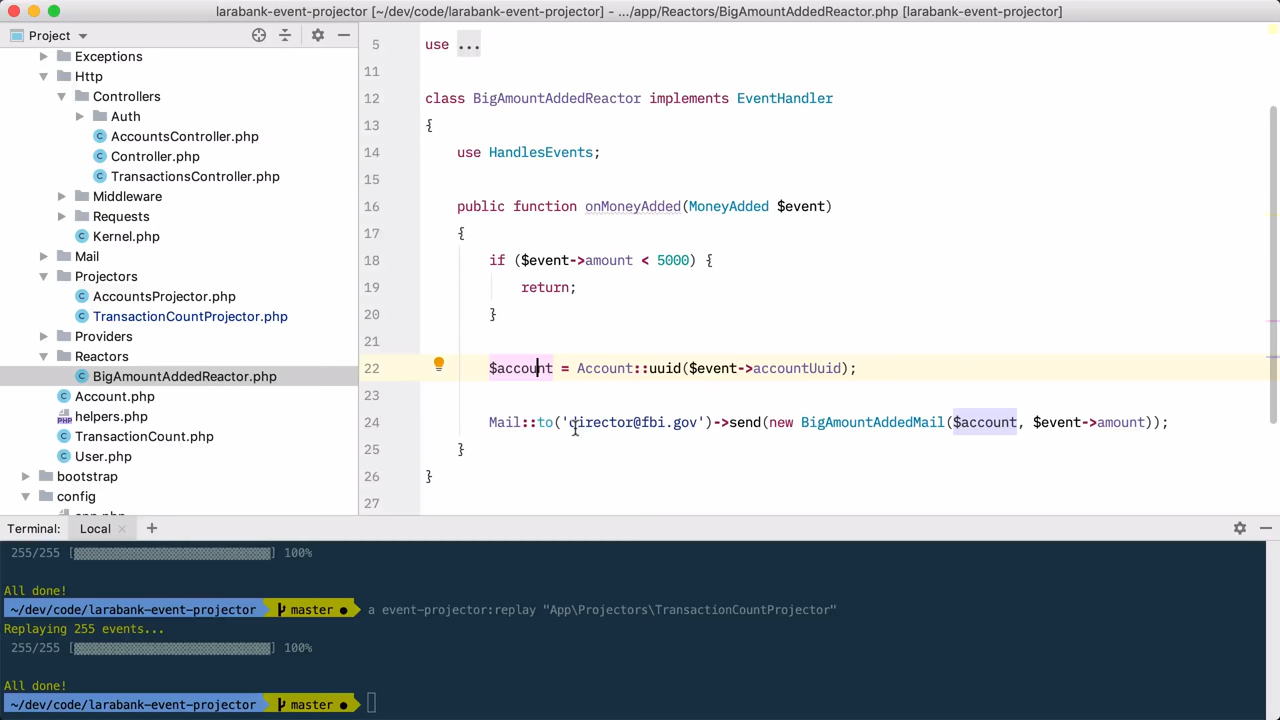 larabank-event-projector [~/dev/code/larabank-event-projector] - .../app/Reactors/BigAmountAddedReactor.php [larabank-event-projector]
Project
Exceptions
Http
Controllers
Auth
AccountsController.php
Controller.php
TransactionsController.php
Middleware
Requests
Kernel.php
Mail
Projectors
AccountsProjector.php
TransactionCountProjector.php
Providers
Reactors
BigAmountAddedReactor.php
Account.php
helpers.php
TransactionCount.php
User.php
bootstrap
config
5 use ...
11
12 class BigAmountAddedReactor implements EventHandler
13 {
14 use HandlesEvents;
15
16 public function onMoneyAdded(MoneyAdded $event)
17 {
18 if ($event->amount < 5000) {
19 return;
20 }
21
22 $account = Account::uuid($event->accountUuid);
23
24 Mail::to('director@fbi.gov')->send(new BigAmountAddedMail($account, $event->amount));
25 }
26 }
27
Terminal: Local
255/255 [▓▓▓▓▓▓▓▓▓▓▓▓▓▓▓▓▓▓▓▓▓▓▓▓▓▓▓▓] 100%
All done!
~/dev/code/larabank-event-projector master ● a event-projector:replay "App\Projectors\TransactionCountProjector"
Replaying 255 events...
255/255 [▓▓▓▓▓▓▓▓▓▓▓▓▓▓▓▓▓▓▓▓▓▓▓▓▓▓▓▓] 100%
All done!
~/dev/code/larabank-event-projector master ●